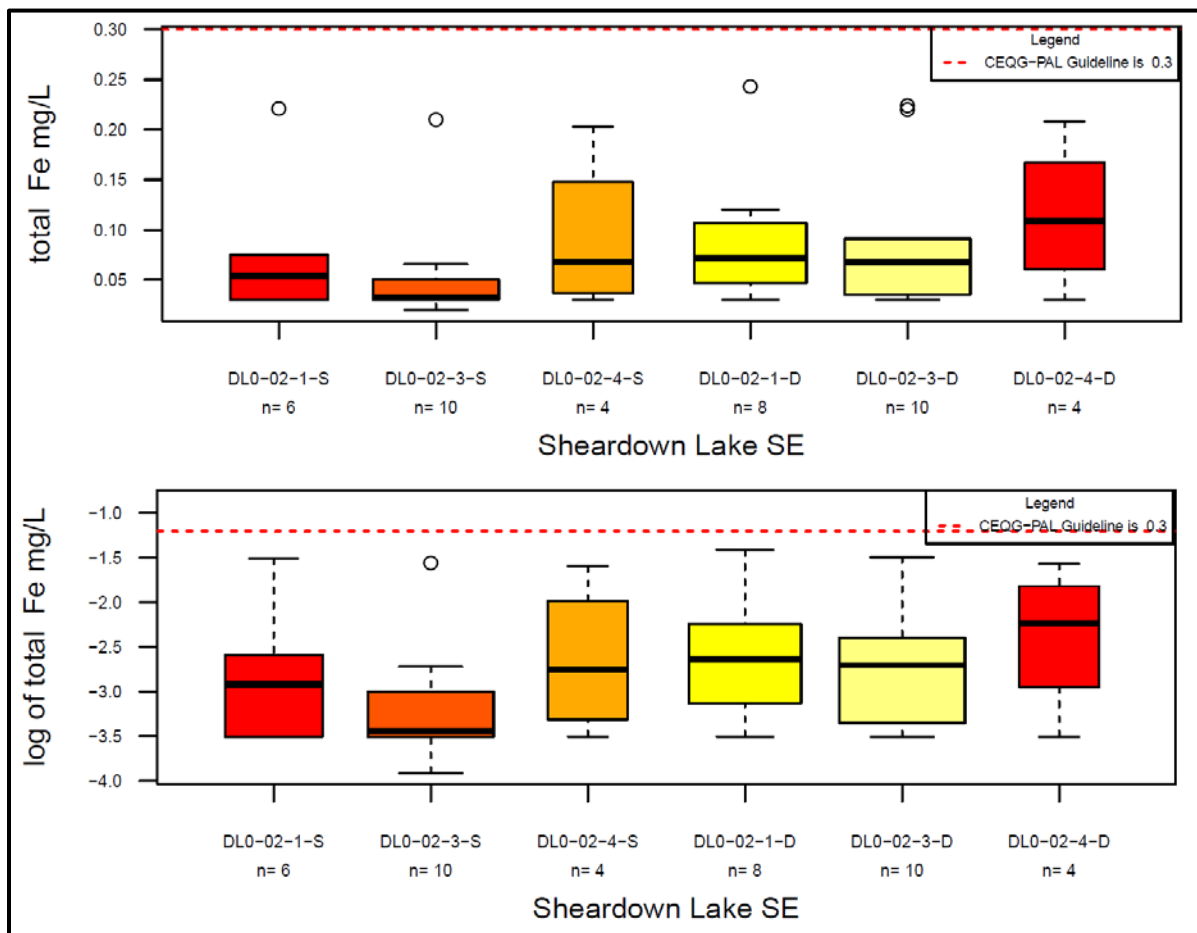 total Fe mg/L
0.30
0.25
0.20
0.15
0.10
0.05
Legend
CEQG-PAL Guideline is 0.3
DL0-02-1-S DL0-02-3-S DL0-02-4-S DL0-02-1-D DL0-02-3-D DL0-02-4-D
n= 6 n= 10 n= 4 n= 8 n= 10 n= 4
Sheardown Lake SE
log of total Fe mg/L
-1.0
-1.5
-2.0
-2.5
-3.0
-3.5
-4.0
Legend
CEQG-PAL Guideline is 0.3
DL0-02-1-S DL0-02-3-S DL0-02-4-S DL0-02-1-D DL0-02-3-D DL0-02-4-D
n= 6 n= 10 n= 4 n= 8 n= 10 n= 4
Sheardown Lake SE